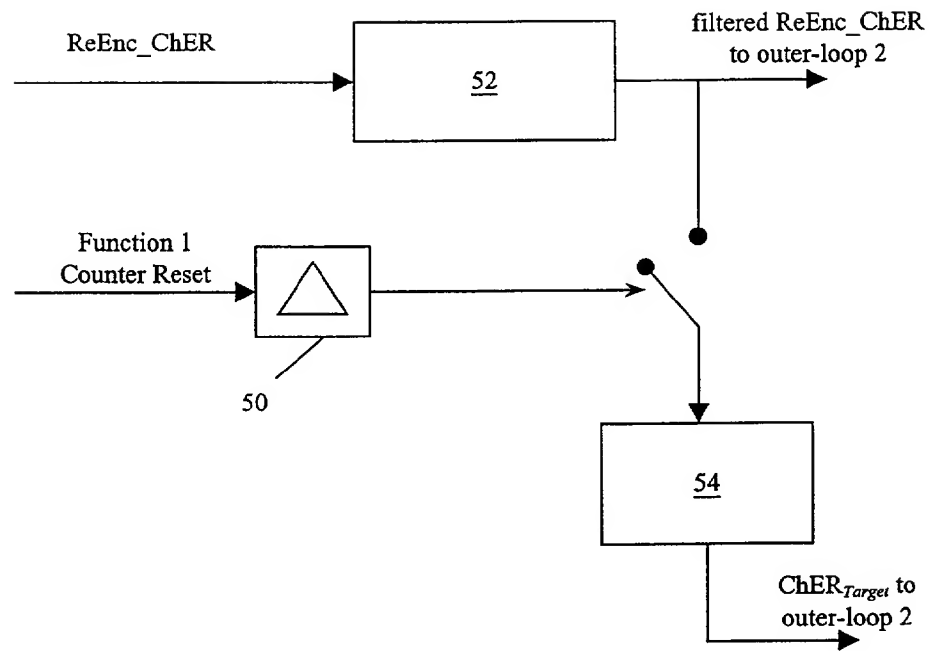 ReEnc_ChER
52
filtered ReEnc_ChER
to outer-loop 2
Function 1
Counter Reset
50
54
ChER_Target to
outer-loop 2